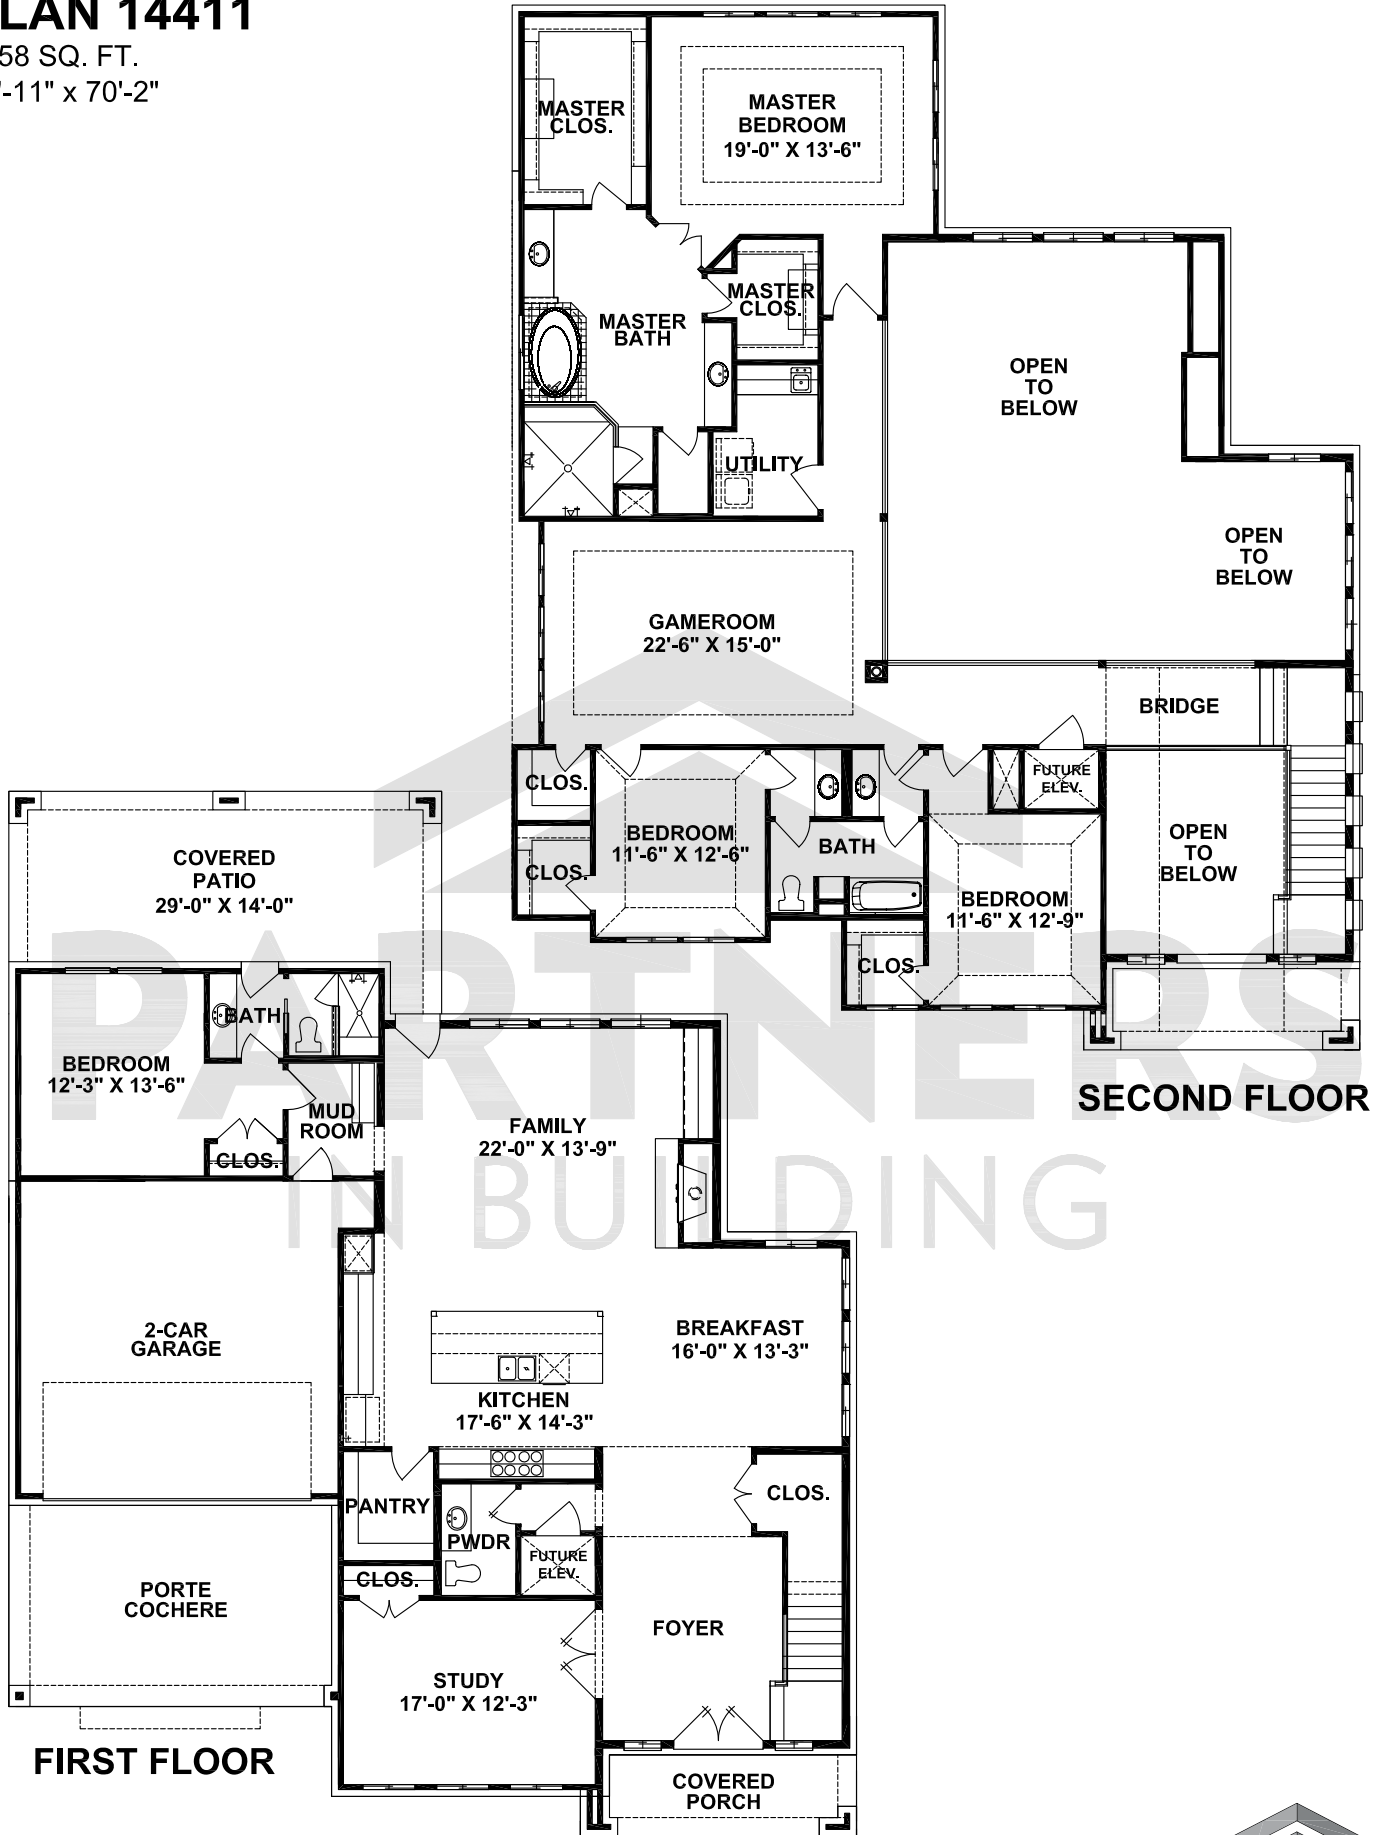 LAN 14411
58 SQ. FT.
'-11" x 70'-2"
MASTER
CLOS.
MASTER
BEDROOM
19'-0" X 13'-6"
MASTER
CLOS.
MASTER
BATH
OPEN
TO
BELOW
UTILITY
OPEN
TO
BELOW
GAMEROOM
22'-6" X 15'-0"
BRIDGE
CLOS.
FUTURE
ELEV.
BEDROOM
11'-6" X 12'-6"
BATH
OPEN
TO
BELOW
CLOS.
BEDROOM
11'-6" X 12'-9"
CLOS.
SECOND FLOOR
COVERED
PATIO
29'-0" X 14'-0"
PARTNERS
IN BUILDING
BATH
BEDROOM
12'-3" X 13'-6"
MUD
ROOM
CLOS.
FAMILY
22'-0" X 13'-9"
2-CAR
GARAGE
BREAKFAST
16'-0" X 13'-3"
KITCHEN
17'-6" X 14'-3"
PANTRY
CLOS.
PWDR
FUTURE
ELEV.
CLOS.
PORTE
COCHERE
FOYER
STUDY
17'-0" X 12'-3"
FIRST FLOOR
COVERED
PORCH